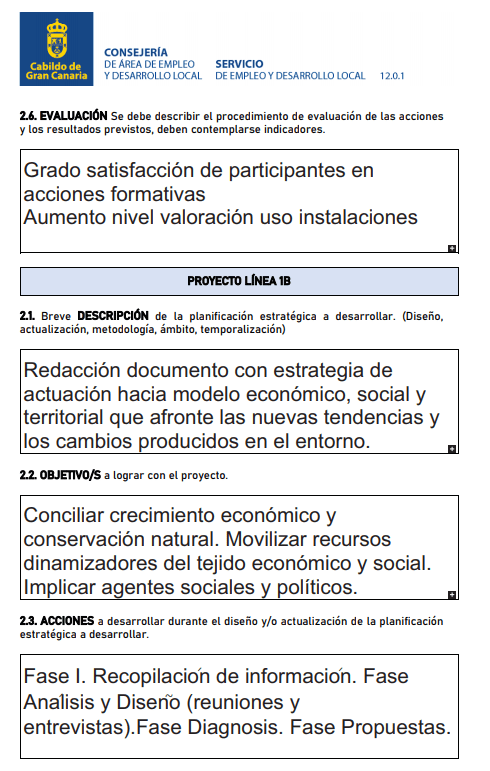 Cabildo de
Gran Canaria
CONSEJERÍA
DE ÁREA DE EMPLEO
Y DESARROLLO LOCAL
SERVICIO
DE EMPLEO Y DESARROLLO LOCAL 12.0.1
2.6. EVALUACIÓN Se debe describir el procedimiento de evaluación de las acciones
y los resultados previstos, deben contemplarse indicadores.
Grado satisfacción de participantes en
acciones formativas
Aumento nivel valoración uso instalaciones
PROYECTO LÍNEA 1B
2.1. Breve DESCRIPCIÓN de la planificación estratégica a desarrollar. (Diseño,
actualización, metodología, ámbito, temporalización)
Redacción documento con estrategia de
actuación hacia modelo económico, social y
territorial que afronte las nuevas tendencias y
los cambios producidos en el entorno.
2.2. OBJETIVO/S a lograr con el proyecto.
Conciliar crecimiento económico y
conservación natural. Movilizar recursos
dinamizadores del tejido económico y social.
Implicar agentes sociales y políticos.
2.3. ACCIONES a desarrollar durante el diseño y/o actualización de la planificación
estratégica a desarrollar.
Fase I. Recopilación de información. Fase
Análisis y Diseño (reuniones y
entrevistas).Fase Diagnosis. Fase Propuestas.